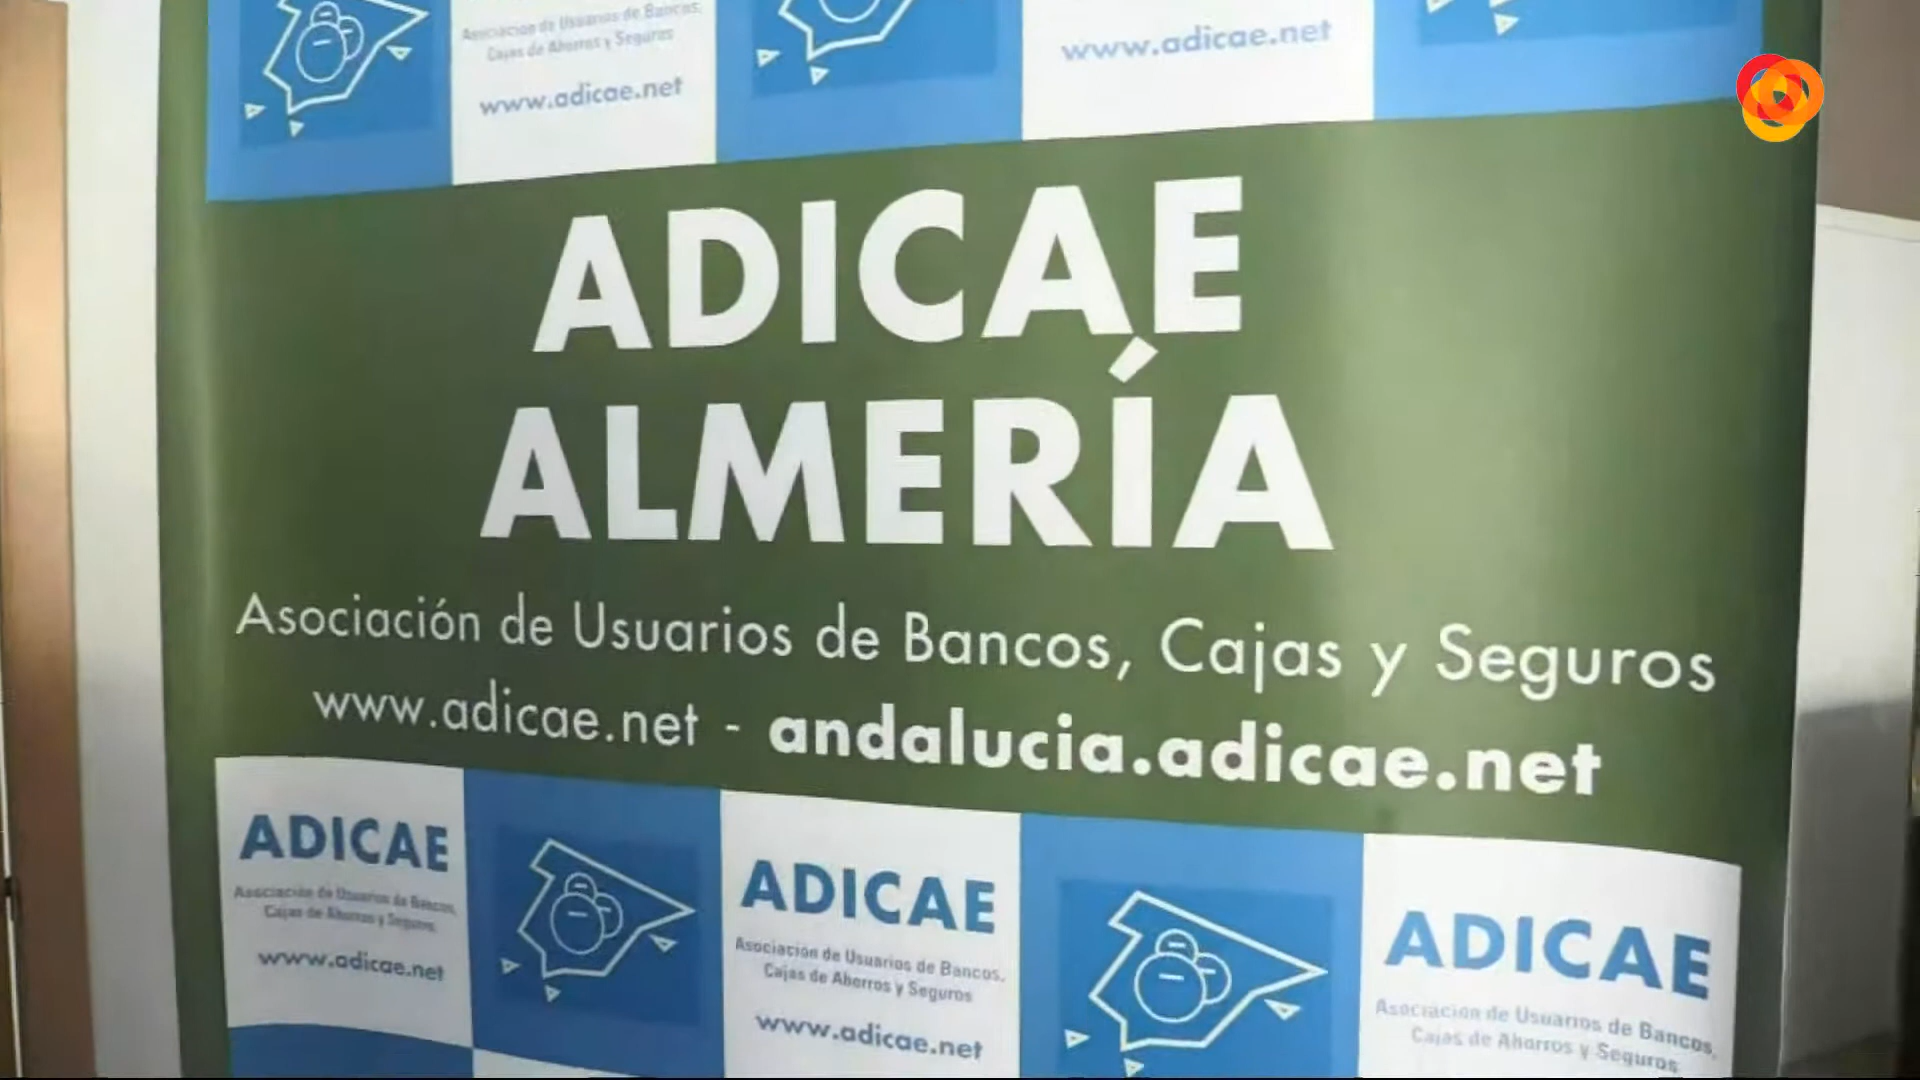 Asociación de Usuarios de Bancos,
Cajas de Ahorros y Seguros
www.adicae.net
www.adicae.net
ADICAE
ALMERÍA
Asociación de Usuarios de Bancos, Cajas y Seguros
www.adicae.net - andalucia.adicae.net
ADICAE
Asociación de Usuarios de Bancos,
Cajas de Ahorros y Seguros
www.adicae.net
ADICAE
Asociación de Usuarios de Bancos,
Cajas de Ahorros y Seguros
www.adicae.net
ADICAE
Asociación de Usuarios de Bancos,
Cajas de Ahorros y Seguros